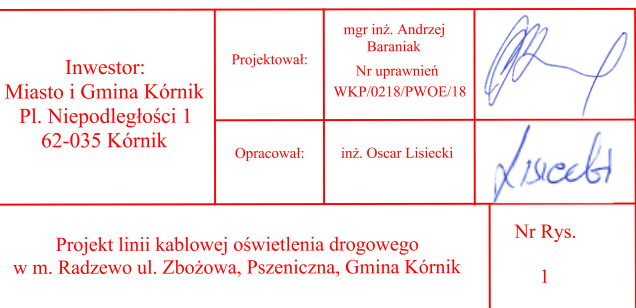 Inwestor:
Miasto i Gmina Kórnik
Pl. Niepodległości 1
62-035 Kórnik
Projektował:
mgr inż. Andrzej
Baraniak
Nr uprawnień
WKP/0218/PWOE/18
Opracował:
inż. Oscar Lisiecki
Lisiecki
Projekt linii kablowej oświetlenia drogowego
w m. Radzewo ul. Zbożowa, Pszeniczna, Gmina Kórnik
Nr Rys.
1